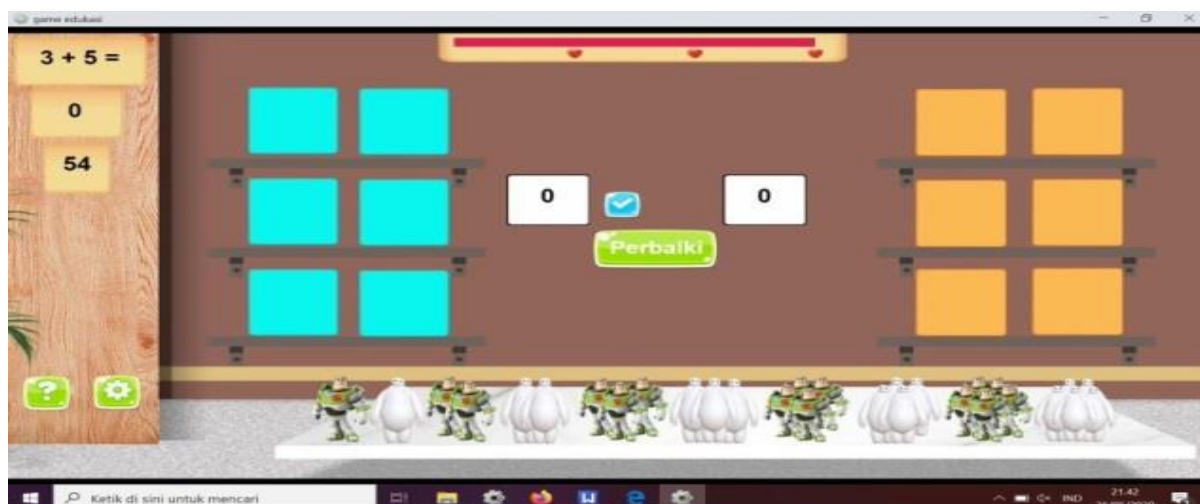 game edukasi
3 + 5 =
0
54
0
0
Perbaiki
?
Ketik di sini untuk mencari
IND
21.42